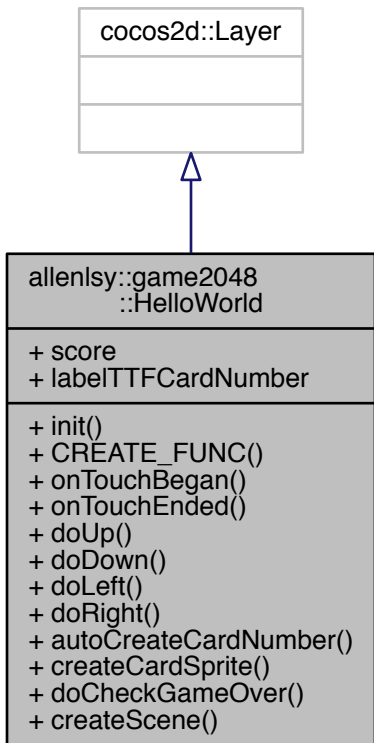 cocos2d::Layer
allenlsy::game2048
::HelloWorld
+ score
+ labelTTFCardNumber
+ init()
+ CREATE_FUNC()
+ onTouchBegan()
+ onTouchEnded()
+ doUp()
+ doDown()
+ doLeft()
+ doRight()
+ autoCreateCardNumber()
+ createCardSprite()
+ doCheckGameOver()
+ createScene()